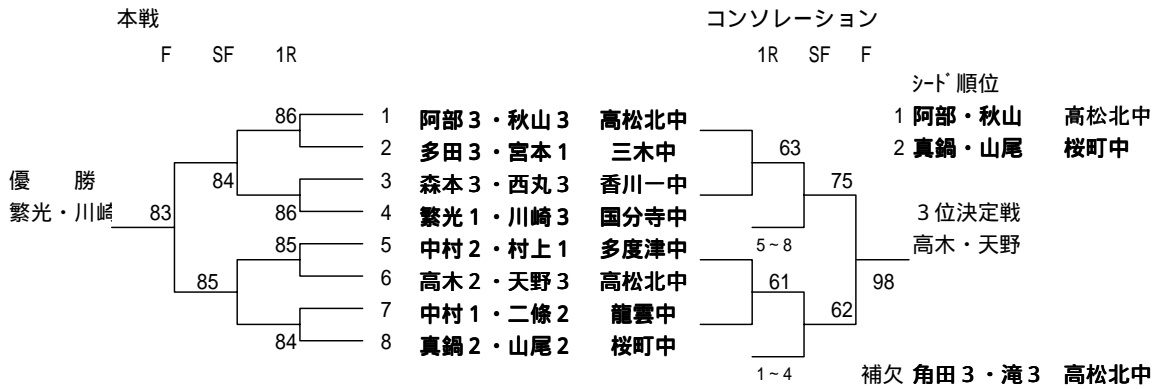 本戦 コンソレーション
F SF 1R 1R SF F
シード順位
86 1 阿部3・秋山3 高松北中 1 阿部・秋山 高松北中
2 多田3・宮本1 三木中 63 2 真鍋・山尾 桜町中
優 勝 84 3 森本3・西丸3 香川一中 75
繁光・川崎 83 86 4 繁光1・川崎3 国分寺中 3位決定戦
85 5 中村2・村上1 多度津中 5~8 高木・天野
85 6 高木2・天野3 高松北中 61 98
7 中村1・二條2 龍雲中 62
84 8 真鍋2・山尾2 桜町中
1~4 補欠 角田3・滝3 高松北中